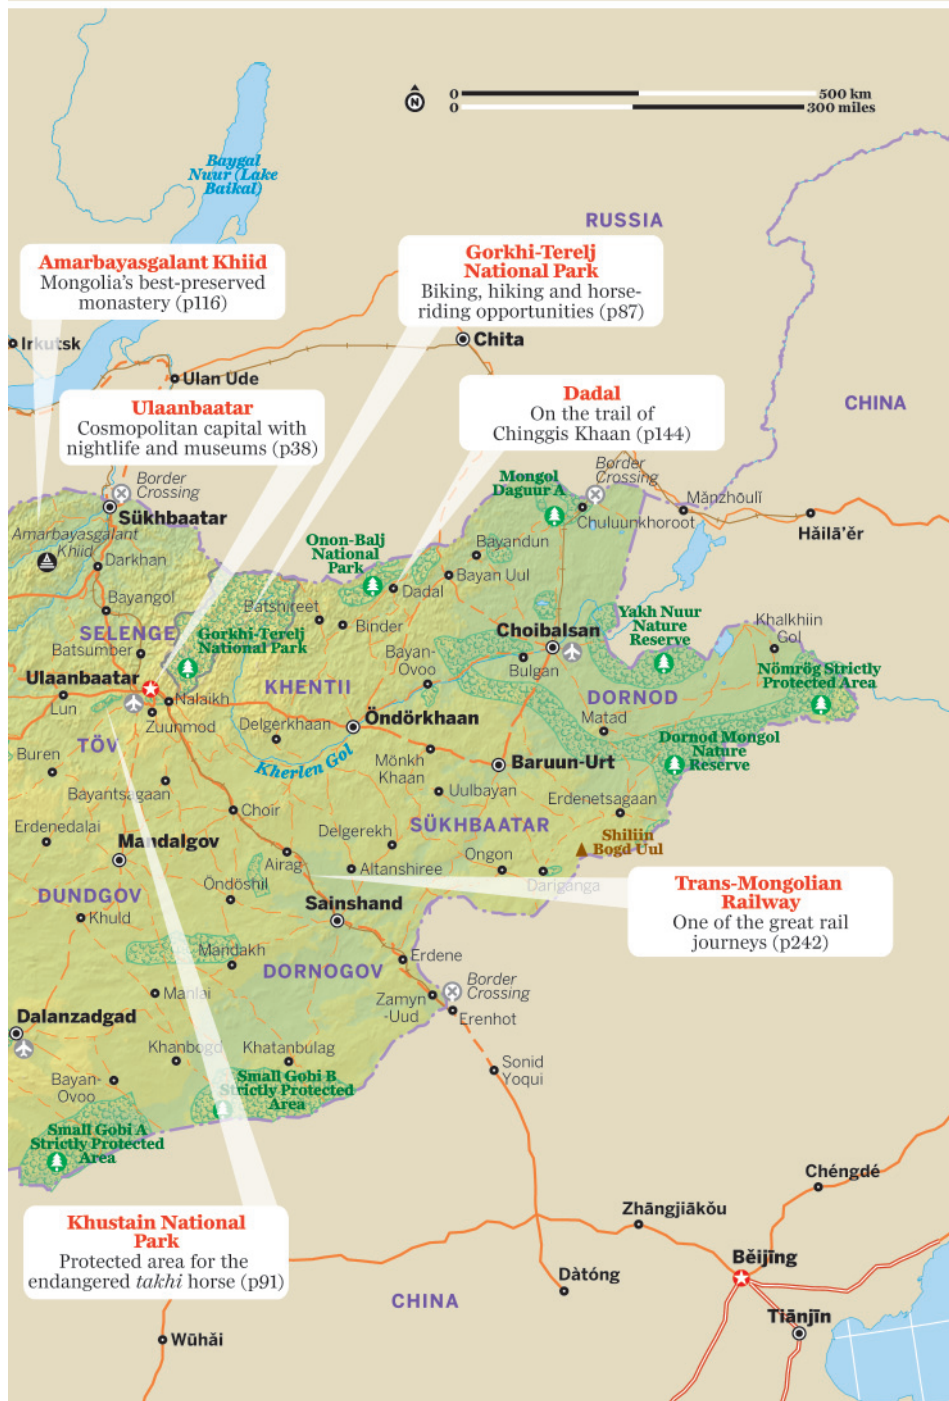 0
500 km
0
300 miles
N
Baygal
Nuur (Lake
Baikal)
RUSSIA
Amarbayasgalant Khiid
Mongolia's best-preserved
monastery (p116)
Gorkhi-Terelj
National Park
Biking, hiking and horse-
riding opportunities (p87)
Irkutsk
Chita
Ulan Ude
Ulaanbaatar
Cosmopolitan capital with
nightlife and museums (p38)
Dadal
On the trail of
Chinggis Khaan (p144)
CHINA
Border
Crossing
Sükhbaatar
Mongol
Daguur A
Border
Crossing
Mǎnzhōulǐ
Chuluunkhoroot
Hǎilā'ěr
Amarbayasgalant
Khiid
Darkhan
Onon-Balj
National
Park
Bayandun
Bayan Uul
Dadal
Bayangol
Batshireet
Binder
SELENGE
Batsumber
Gorkhi-Terelj
National Park
Choibalsan
Yakh Nuur
Nature
Reserve
Khalkhiin
Gol
Ulaanbaatar
Bayan-
Ovoo
Bulgan
Nömrög Strictly
Protected Area
KHENTII
DORNOD
Lun
Nalaikh
Zuunmod
Delgerkhaan
Öndörkhaan
Matad
TÖV
Kherlen Gol
Mönkh
Khaan
Baruun-Urt
Dornod Mongol
Nature
Reserve
Buren
Bayantsagaan
Uulbayan
Erdenetsagaan
Choir
Erdenedalai
Delgerekh
SÜKHBAATAR
Shiliin
Bogd Uul
Mandalgov
Airag
Altanshiree
Ongon
Dariganga
DUNDGOV
Öndöshil
Trans-Mongolian
Railway
One of the great rail
journeys (p242)
Khuld
Sainshand
Mandakh
DORNOGOV
Erdene
Manlai
Zamyn
-Uud
Border
Crossing
Erenhot
Dalanzadgad
Khanbogd
Khatanbulag
Sonid
Yoqui
Bayan-
Ovoo
Small Gobi B
Strictly Protected
Area
Small Gobi A
Strictly Protected
Area
Chéngdé
Khustain National
Park
Protected area for the
endangered takhi horse (p91)
Zhāngjiākǒu
Běijīng
Dàtóng
CHINA
Tiānjīn
Wūhǎi